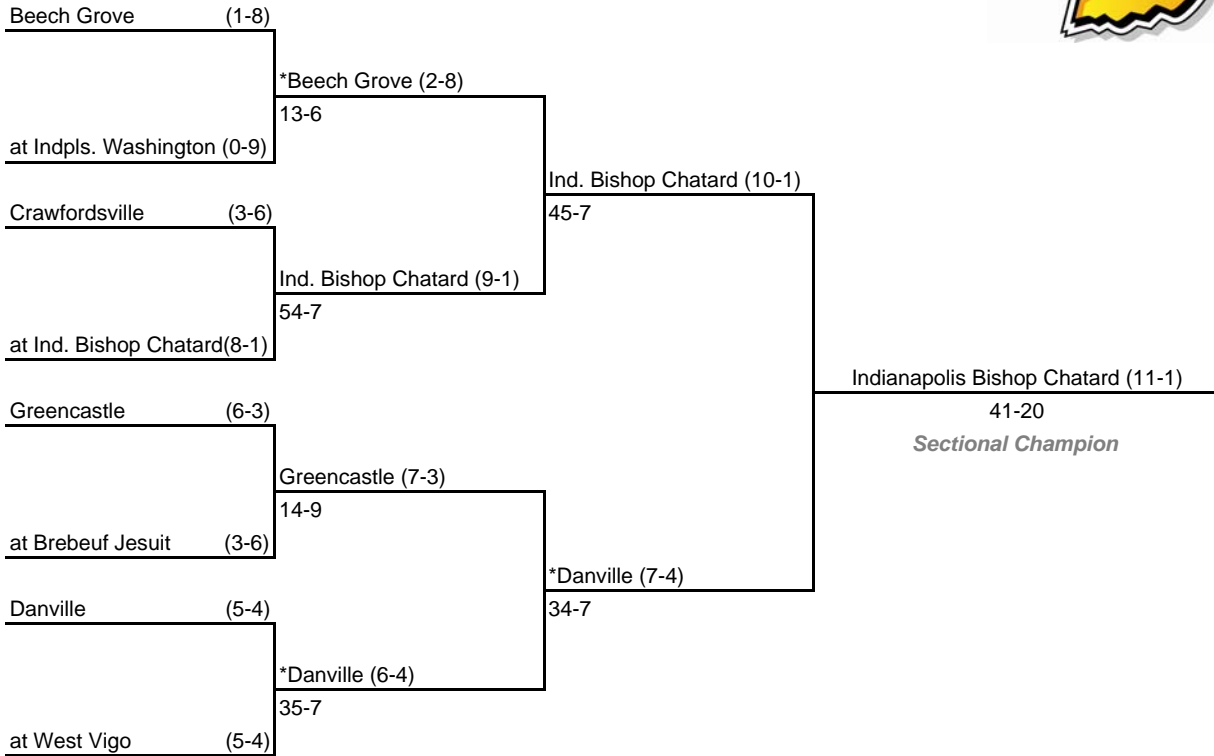 Beech Grove (1-8)
*Beech Grove (2-8)
13-6
at Indpls. Washington (0-9)
Ind. Bishop Chatard (10-1)
45-7
Crawfordsville (3-6)
Ind. Bishop Chatard (9-1)
54-7
at Ind. Bishop Chatard(8-1)
Indianapolis Bishop Chatard (11-1)
41-20
Sectional Champion
Greencastle (6-3)
Greencastle (7-3)
14-9
at Brebeuf Jesuit (3-6)
*Danville (7-4)
34-7
Danville (5-4)
*Danville (6-4)
35-7
at West Vigo (5-4)